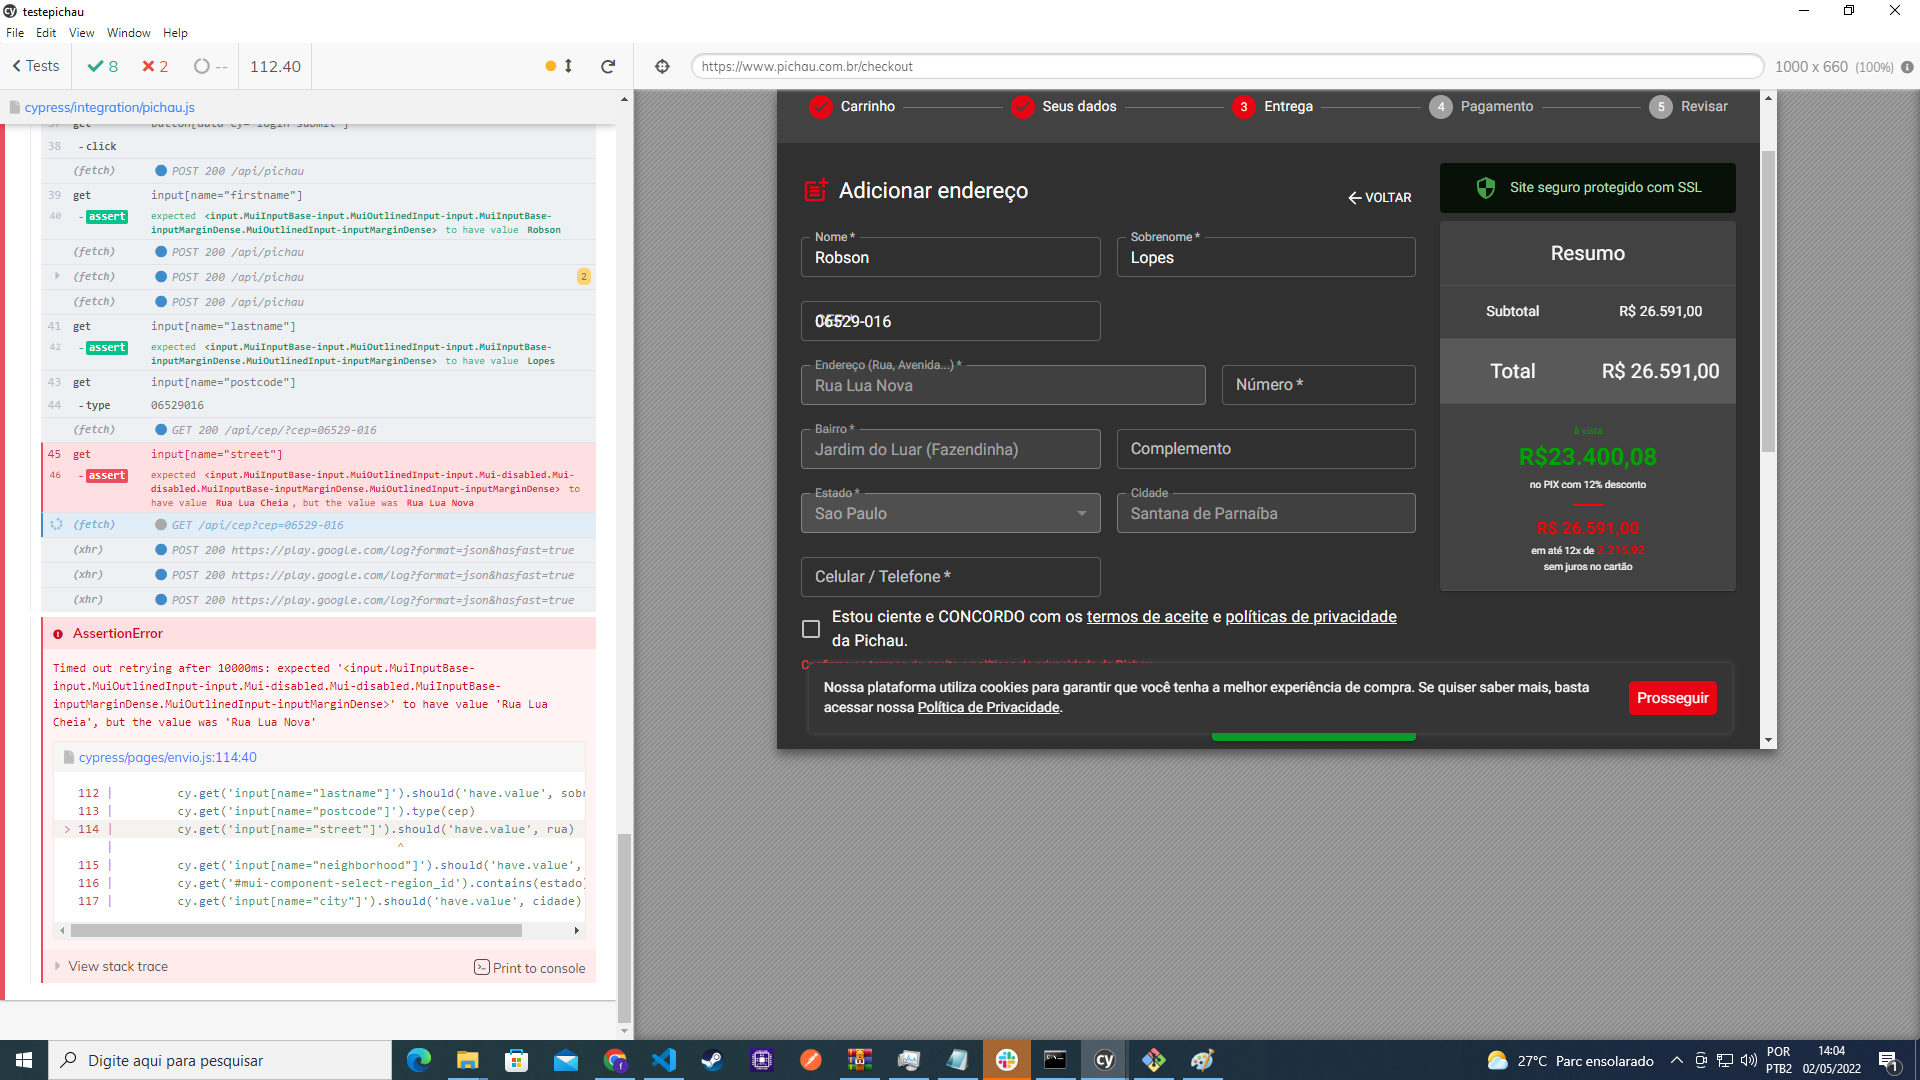 testepichau
File Edit View Window Help
Tests 8 2 -- 112.40
https://www.pichau.com.br/checkout
1000 x 660 (100%)
cypress/integration/pichau.js
37 get button[data-cy="login-submit"]
38 -click
(fetch) POST 200 /api/pichau
39 get input[name="firstname"]
40 -assert expected <input.MuiInputBase-input.MuiOutlinedInput-input.MuiInputBase-
inputMarginDense.MuiOutlinedInput-inputMarginDense> to have value Robson
(fetch) POST 200 /api/pichau
(fetch) POST 200 /api/pichau 2
(fetch) POST 200 /api/pichau
41 get input[name="lastname"]
42 -assert expected <input.MuiInputBase-input.MuiOutlinedInput-input.MuiInputBase-
inputMarginDense.MuiOutlinedInput-inputMarginDense> to have value Lopes
43 get input[name="postcode"]
44 -type 06529016
(fetch) GET 200 /api/cep/?cep=06529-016
45 get input[name="street"]
46 -assert expected <input.MuiInputBase-input.MuiOutlinedInput-input.Mui-disabled.Mui-
disabled.MuiInputBase-inputMarginDense.MuiOutlinedInput-inputMarginDense> to
have value Rua Lua Cheia, but the value was Rua Lua Nova
(fetch) GET /api/cep?cep=06529-016
(xhr) POST 200 https://play.google.com/log?format=json&hasfast=true
(xhr) POST 200 https://play.google.com/log?format=json&hasfast=true
(xhr) POST 200 https://play.google.com/log?format=json&hasfast=true
AssertionError
Timed out retrying after 10000ms: expected '<input.MuiInputBase-
input.MuiOutlinedInput-input.Mui-disabled.Mui-disabled.MuiInputBase-
inputMarginDense.MuiOutlinedInput-inputMarginDense>' to have value 'Rua Lua
Cheia', but the value was 'Rua Lua Nova'
cypress/pages/envio.js:114:40
112 | cy.get('input[name="lastname"]').should('have.value', sobr
113 | cy.get('input[name="postcode"]').type(cep)
> 114 | cy.get('input[name="street"]').should('have.value', rua)
| ^
115 | cy.get('input[name="neighborhood"]').should('have.value',
116 | cy.get('#mui-component-select-region_id').contains(estado)
117 | cy.get('input[name="city"]').should('have.value', cidade)
View stack trace
Print to console
Carrinho
Seus dados
3 Entrega
4 Pagamento
5 Revisar
Adicionar endereço
VOLTAR
Nome *
Robson
Sobrenome *
Lopes
CEP *
06529-016
Endereço (Rua, Avenida...) *
Rua Lua Nova
Número *
Bairro *
Jardim do Luar (Fazendinha)
Complemento
Estado *
Sao Paulo
Cidade
Santana de Parnaíba
Celular / Telefone *
Estou ciente e CONCORDO com os termos de aceite e políticas de privacidade
da Pichau.
Site seguro protegido com SSL
Resumo
Subtotal R$ 26.591,00
Total R$ 26.591,00
à vista
R$23.400,08
no PIX com 12% desconto
R$ 26.591,00
em até 12x de 2.215,92
sem juros no cartão
Nossa plataforma utiliza cookies para garantir que você tenha a melhor experiência de compra. Se quiser saber mais, basta
acessar nossa Política de Privacidade.
Prosseguir
Digite aqui para pesquisar
27°C Parc ensolarado
POR
PTB2
14:04
02/05/2022
1